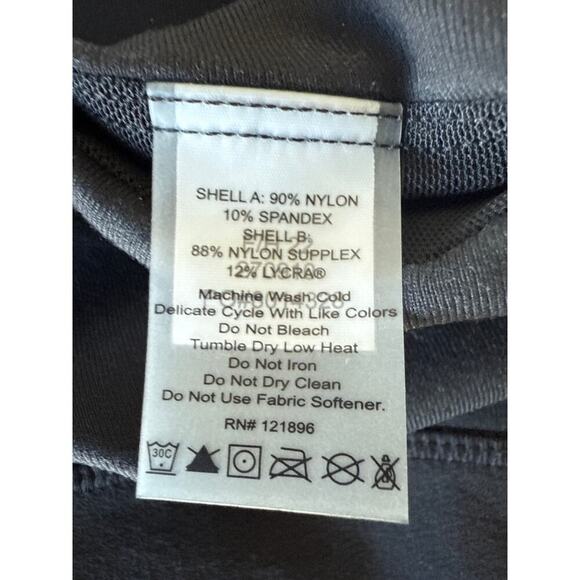 SHELL A: 90% NYLON
10% SPANDEX
SHELL B:
88% NYLON SUPPLEX
12% LYCRA®
Machine Wash Cold
Delicate Cycle With Like Colors
Do Not Bleach
Tumble Dry Low Heat
Do Not Iron
Do Not Dry Clean
Do Not Use Fabric Softener.
RN# 121896
30C